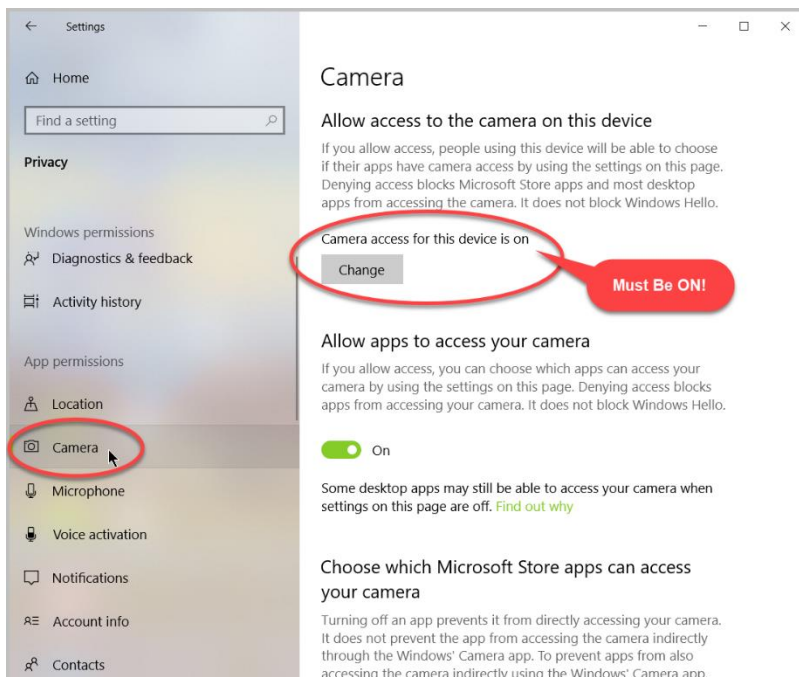 Settings
Home
Find a setting
Privacy
Windows permissions
Diagnostics & feedback
Activity history
App permissions
Location
Camera
Microphone
Voice activation
Notifications
Account info
Contacts
Camera
Allow access to the camera on this device
If you allow access, people using this device will be able to choose
if their apps have camera access by using the settings on this page.
Denying access blocks Microsoft Store apps and most desktop
apps from accessing the camera. It does not block Windows Hello.
Camera access for this device is on
Change
Must Be ON!
Allow apps to access your camera
If you allow access, you can choose which apps can access your
camera by using the settings on this page. Denying access blocks
apps from accessing your camera. It does not block Windows Hello.
On
Some desktop apps may still be able to access your camera when
settings on this page are off. Find out why
Choose which Microsoft Store apps can access
your camera
Turning off an app prevents it from directly accessing your camera.
It does not prevent the app from accessing the camera indirectly
through the Windows' Camera app. To prevent apps from also
accessing the camera indirectly using the Windows' Camera app,